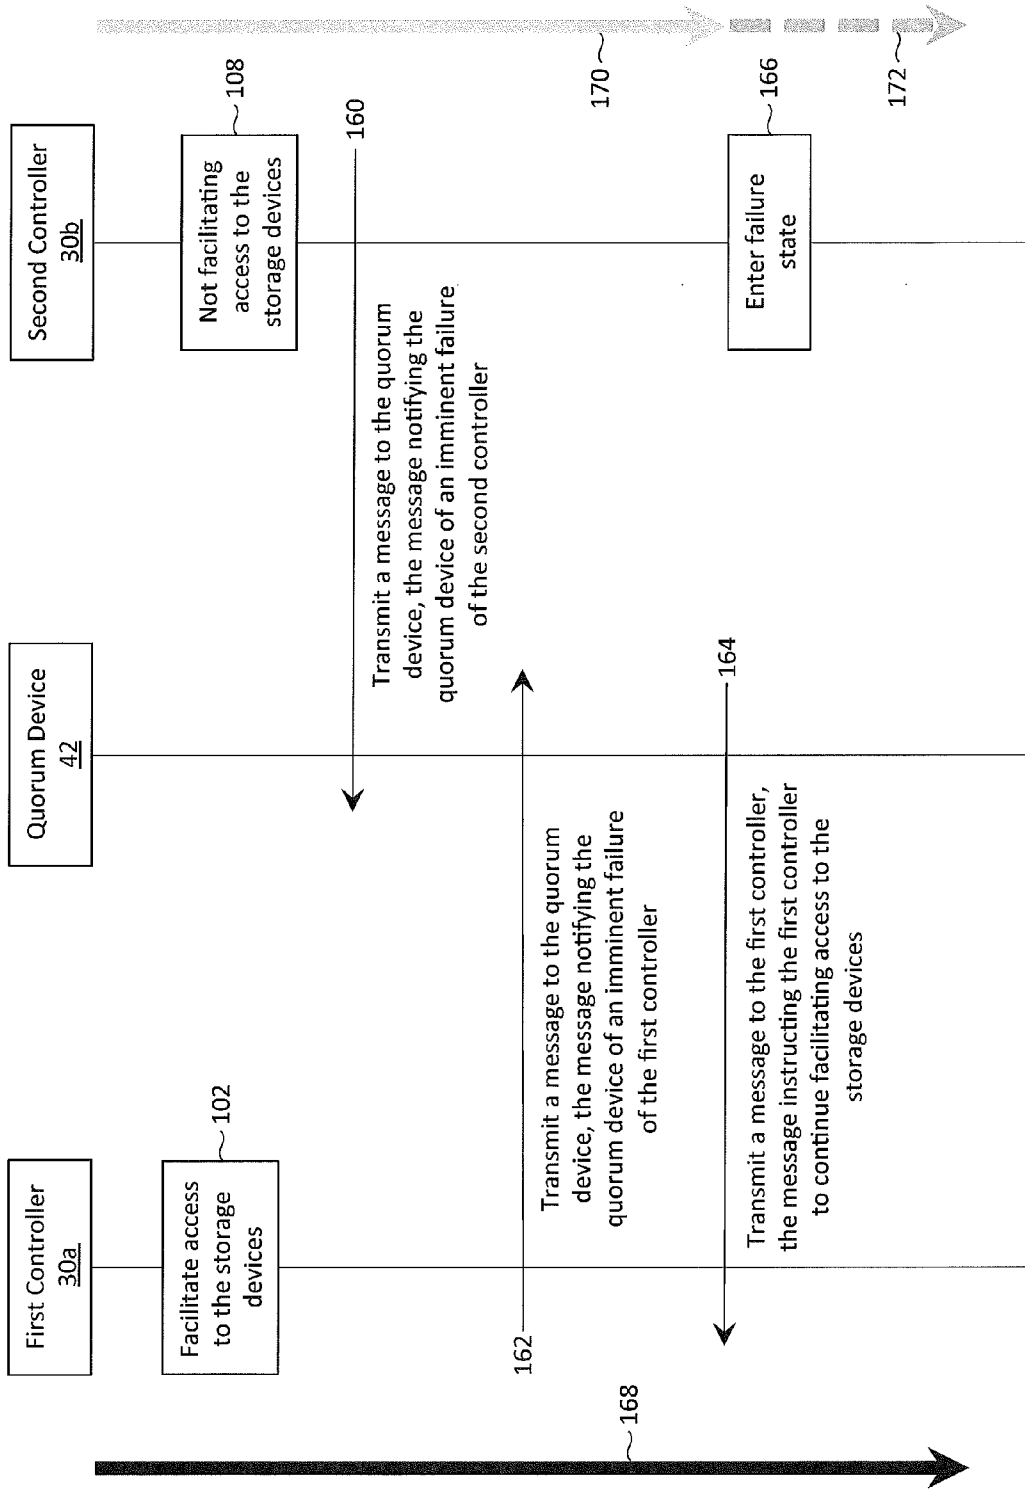 First Controller
30a
Quorum Device
42
Second Controller
30b
Facilitate access
to the storage
devices
102
Not facilitating
access to the
storage devices
108
160
Transmit a message to the quorum
device, the message notifying the
quorum device of an imminent failure
of the second controller
162
Transmit a message to the quorum
device, the message notifying the
quorum device of an imminent failure
of the first controller
164
Transmit a message to the first controller,
the message instructing the first controller
to continue facilitating access to the
storage devices
Enter failure
state
166
168
170
172